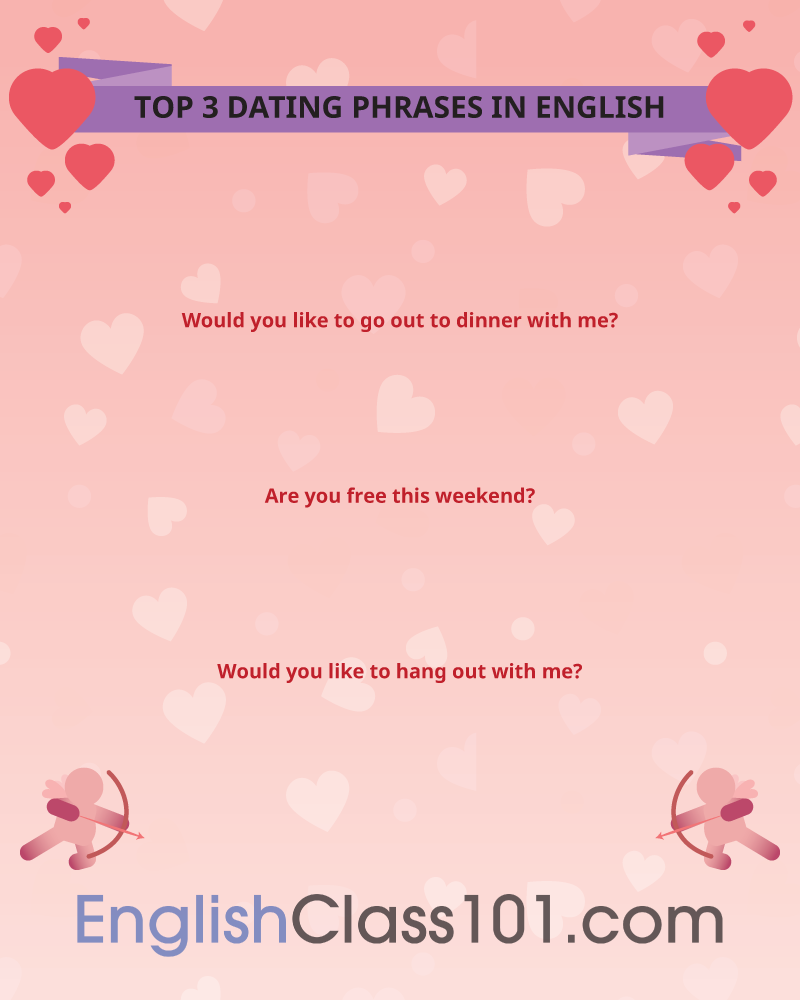 TOP 3 DATING PHRASES IN ENGLISH
Would you like to go out to dinner with me?
Are you free this weekend?
Would you like to hang out with me?
EnglishClass101.com